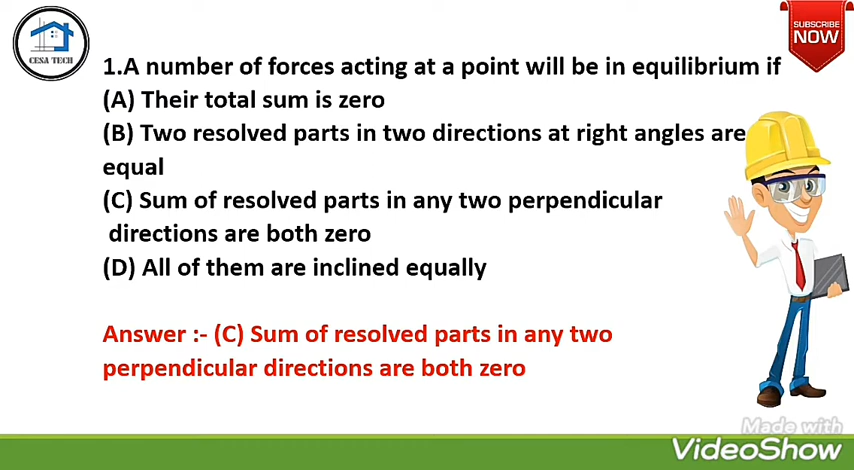 CESA TECH
SUBSCRIBE
NOW
1.A number of forces acting at a point will be in equilibrium if
(A) Their total sum is zero
(B) Two resolved parts in two directions at right angles are
equal
(C) Sum of resolved parts in any two perpendicular
directions are both zero
(D) All of them are inclined equally
Answer :- (C) Sum of resolved parts in any two
perpendicular directions are both zero
Made with
VideoShow